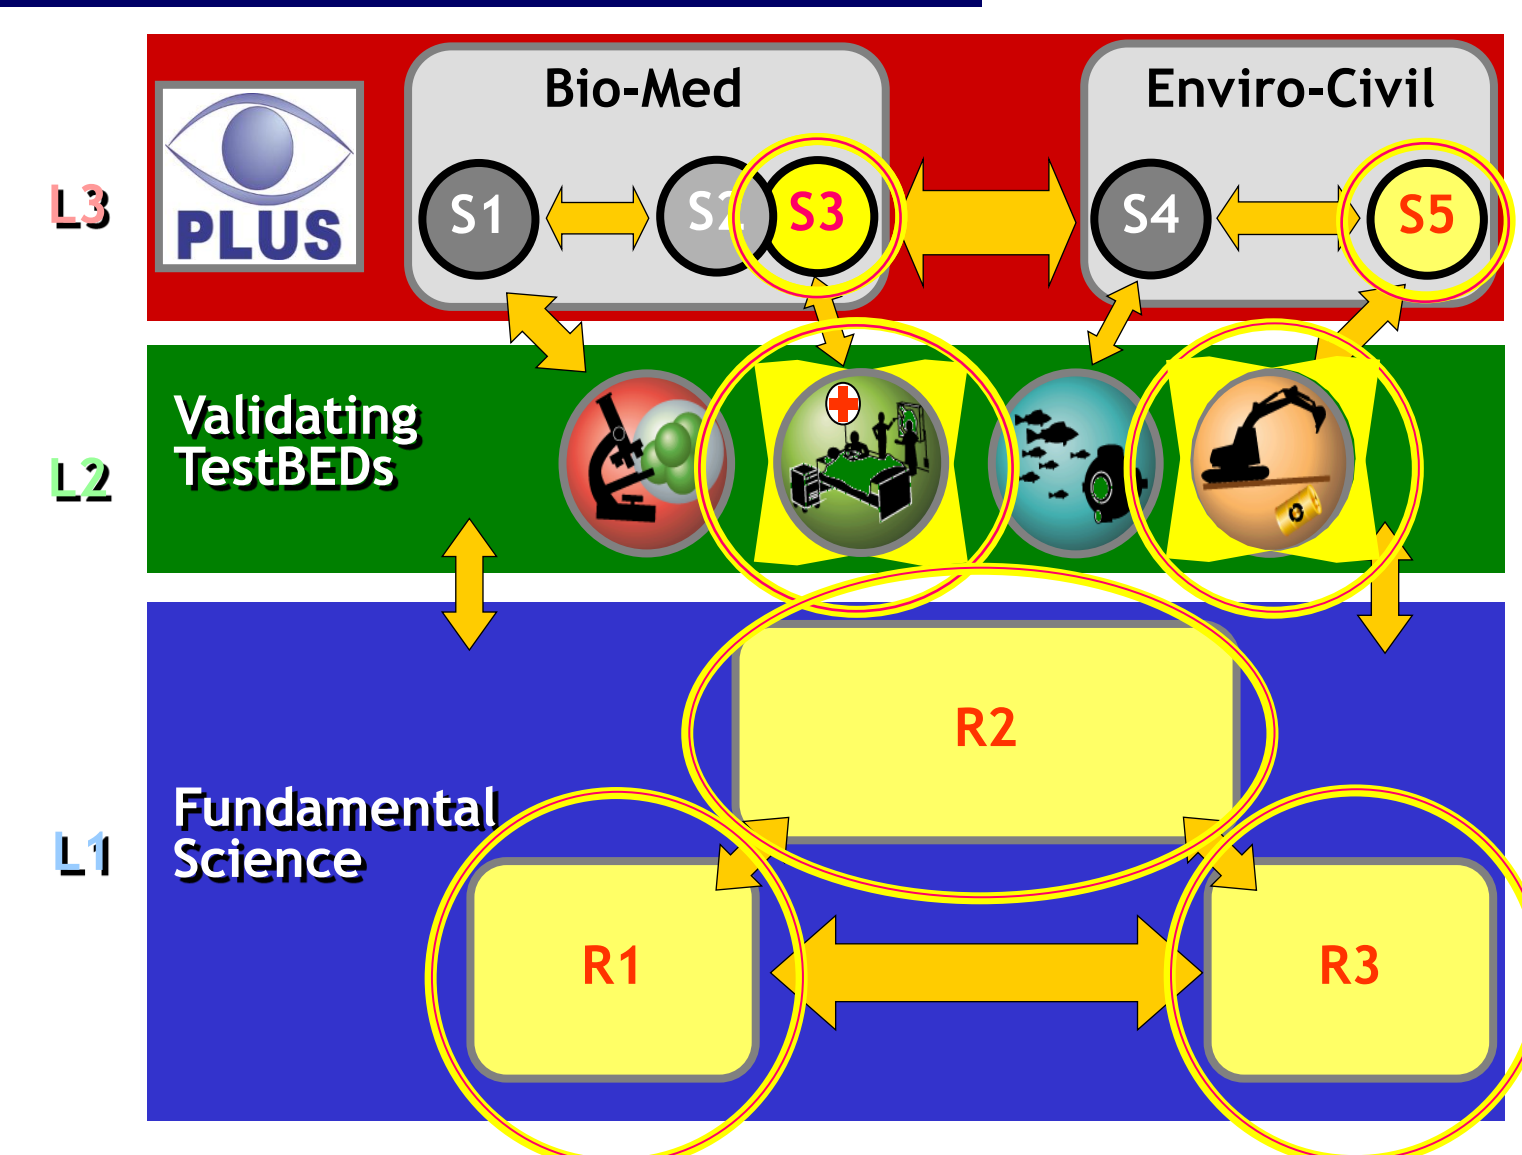 Bio-Med
Enviro-Civil
L3
PLUS
S1
S2
S3
S4
S5
L2
Validating
TestBEDs
L1
Fundamental
Science
R2
R1
R3